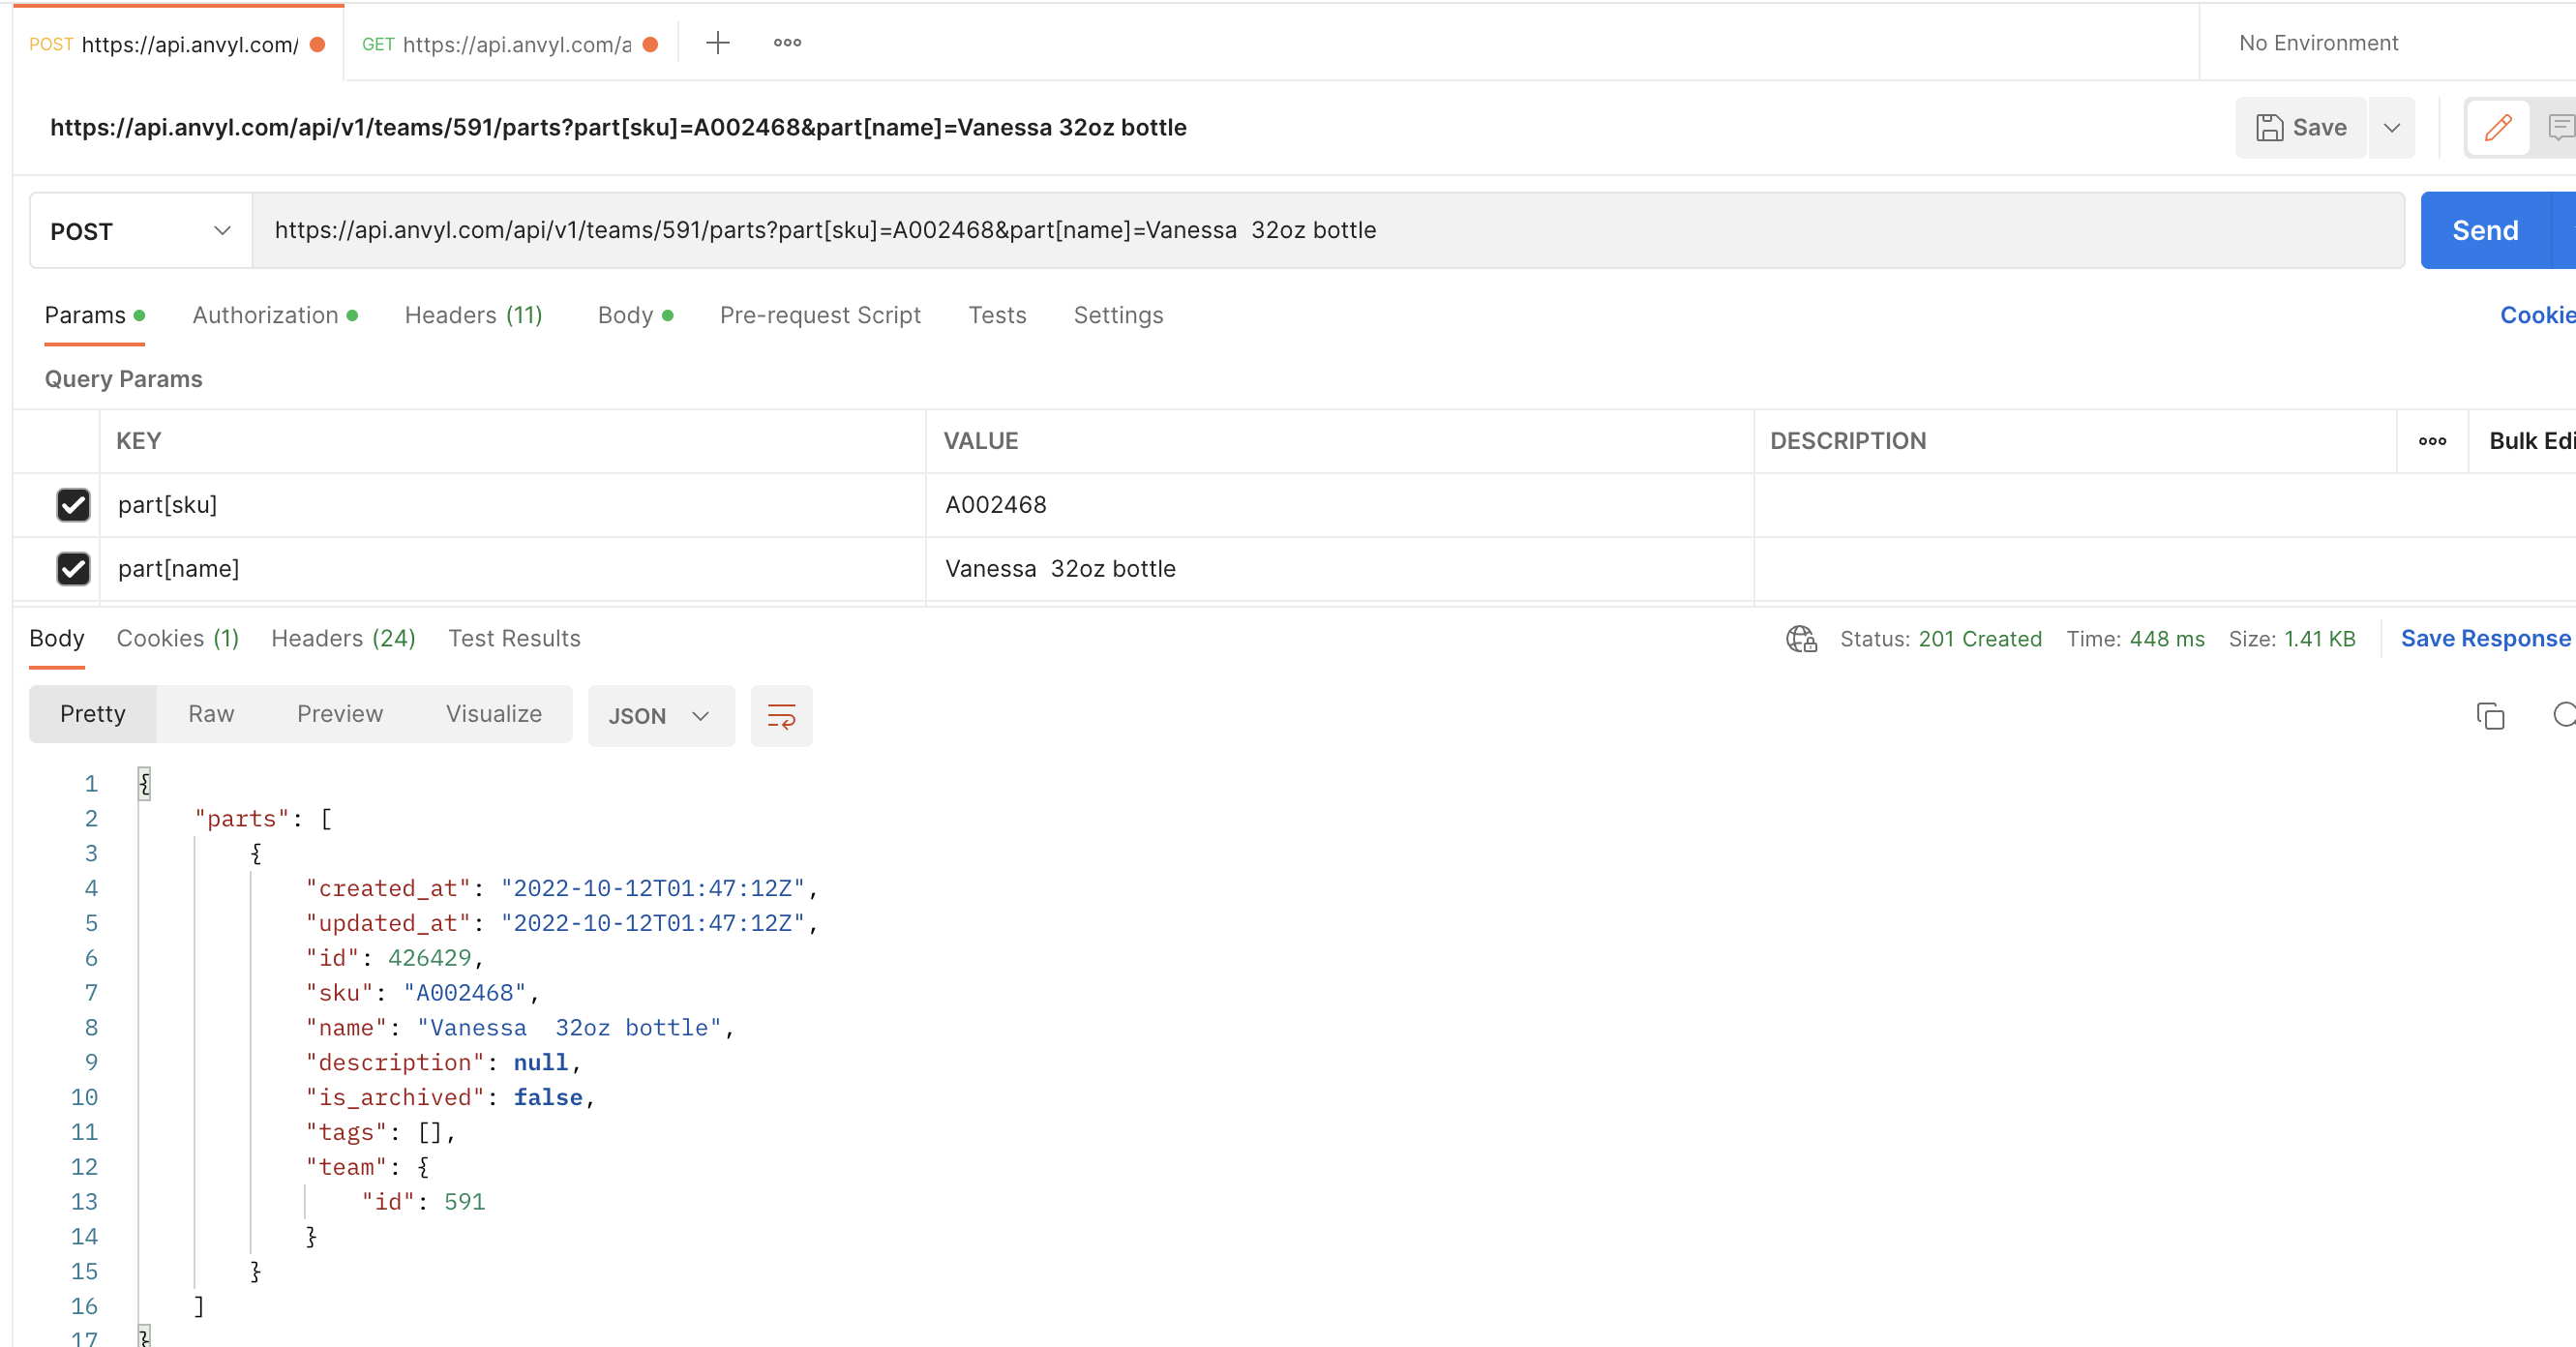 POST https://api.anvyl.com/ GET https://api.anvyl.com/a No Environment
https://api.anvyl.com/api/v1/teams/591/parts?part[sku]=A002468&part[name]=Vanessa 32oz bottle Save
POST https://api.anvyl.com/api/v1/teams/591/parts?part[sku]=A002468&part[name]=Vanessa  32oz bottle Send
Params Authorization Headers (11) Body Pre-request Script Tests Settings Cookie
Query Params
KEY VALUE DESCRIPTION Bulk Edi
part[sku] A002468
part[name] Vanessa  32oz bottle
Body Cookies (1) Headers (24) Test Results Status: 201 Created Time: 448 ms Size: 1.41 KB Save Response
Pretty Raw Preview Visualize JSON
1 {
2 "parts": [
3 {
4 "created_at": "2022-10-12T01:47:12Z",
5 "updated_at": "2022-10-12T01:47:12Z",
6 "id": 426429,
7 "sku": "A002468",
8 "name": "Vanessa  32oz bottle",
9 "description": null,
10 "is_archived": false,
11 "tags": [],
12 "team": {
13 "id": 591
14 }
15 }
16 ]
17 }